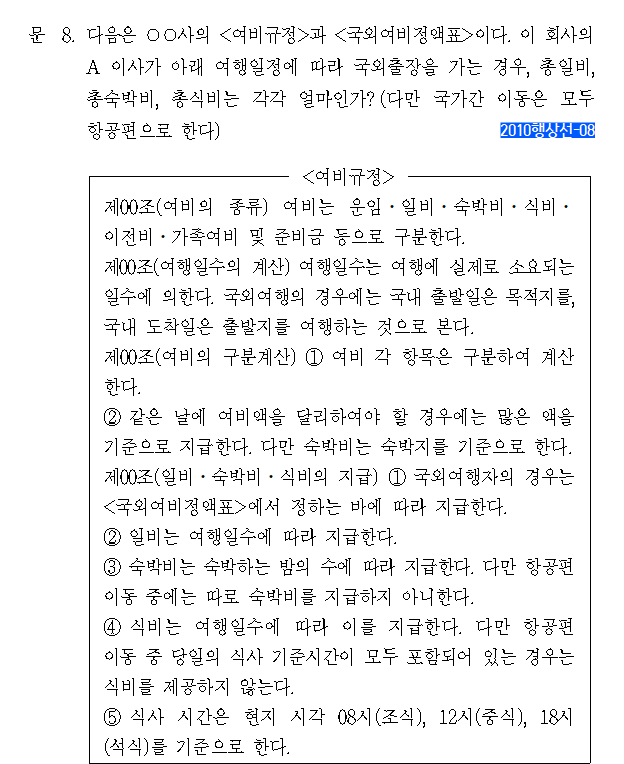 문 8. 다음은 ○○사의 <여비규정>과 <국외여비정액표>이다. 이 회사의
A 이사가 아래 여행일정에 따라 국외출장을 가는 경우, 총일비,
총숙박비, 총식비는 각각 얼마인가? (다만 국가간 이동은 모두
항공편으로 한다) 2010행상선-08
<여비규정>
제00조(여비의 종류) 여비는 운임・일비・숙박비・식비・
이전비・가족여비 및 준비금 등으로 구분한다.
제00조(여행일수의 계산) 여행일수는 여행에 실제로 소요되는
일수에 의한다. 국외여행의 경우에는 국내 출발일은 목적지를,
국내 도착일은 출발지를 여행하는 것으로 본다.
제00조(여비의 구분계산) ① 여비 각 항목은 구분하여 계산
한다.
② 같은 날에 여비액을 달리하여야 할 경우에는 많은 액을
기준으로 지급한다. 다만 숙박비는 숙박지를 기준으로 한다.
제00조(일비・숙박비・식비의 지급) ① 국외여행자의 경우는
<국외여비정액표>에서 정하는 바에 따라 지급한다.
② 일비는 여행일수에 따라 지급한다.
③ 숙박비는 숙박하는 밤의 수에 따라 지급한다. 다만 항공편
이동 중에는 따로 숙박비를 지급하지 아니한다.
④ 식비는 여행일수에 따라 이를 지급한다. 다만 항공편
이동 중 당일의 식사 기준시간이 모두 포함되어 있는 경우는
식비를 제공하지 않는다.
⑤ 식사 시간은 현지 시각 08시(조식), 12시(중식), 18시
(석식)를 기준으로 한다.